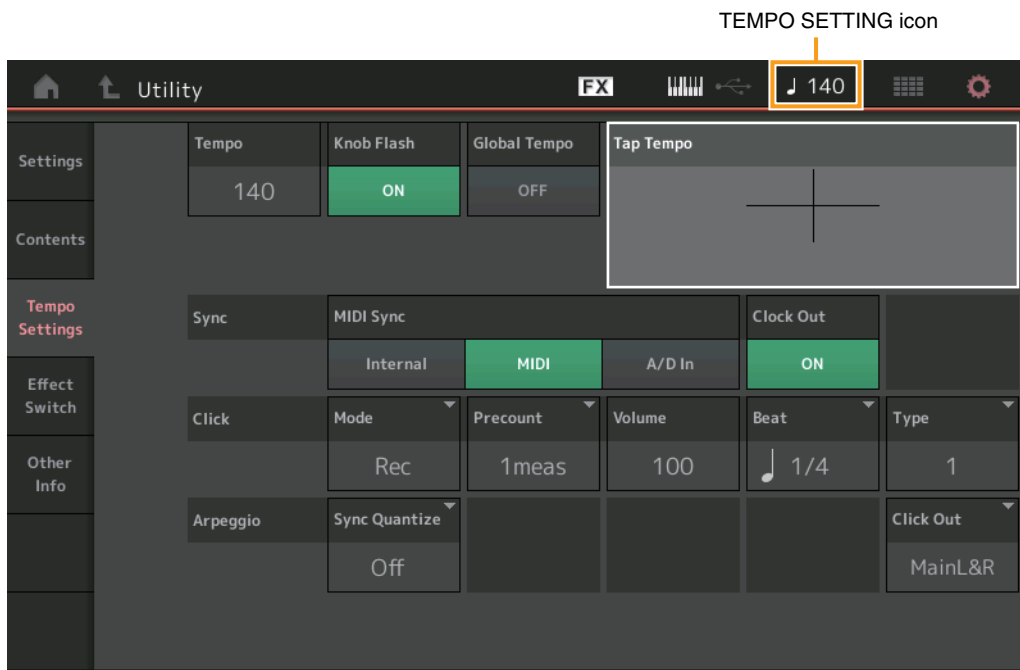 TEMPO SETTING icon
Utility
FX
♩ 140
Settings
Contents
Tempo
Settings
Effect
Switch
Other
Info
Tempo
140
Knob Flash
ON
Global Tempo
OFF
Tap Tempo
Sync
MIDI Sync
Internal
MIDI
A/D In
Clock Out
ON
Click
Mode
Rec
Precount
1meas
Volume
100
Beat
♩ 1/4
Type
1
Arpeggio
Sync Quantize
Off
Click Out
MainL&R